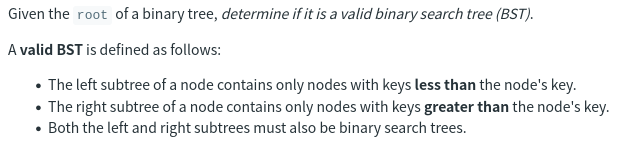 Given the root of a binary tree, determine if it is a valid binary search tree (BST).
A valid BST is defined as follows:
• The left subtree of a node contains only nodes with keys less than the node's key.
• The right subtree of a node contains only nodes with keys greater than the node's key.
• Both the left and right subtrees must also be binary search trees.